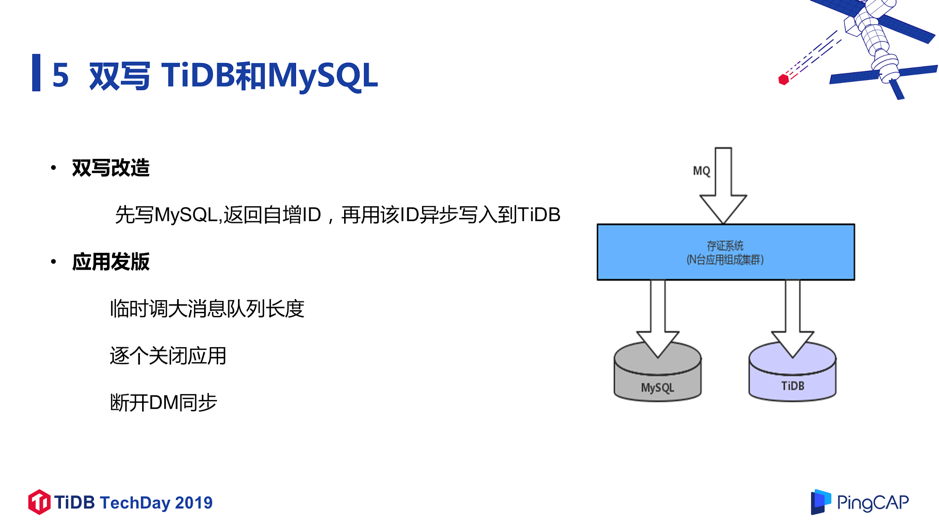 5 双写 TiDB和MySQL
• 双写改造
先写MySQL,返回自增ID，再用该ID异步写入到TiDB
• 应用发版
临时调大消息队列长度
逐个关闭应用
断开DM同步
MQ
存证系统
(N台应用组成集群)
MySQL
TiDB
TiDB TechDay 2019
PingCAP